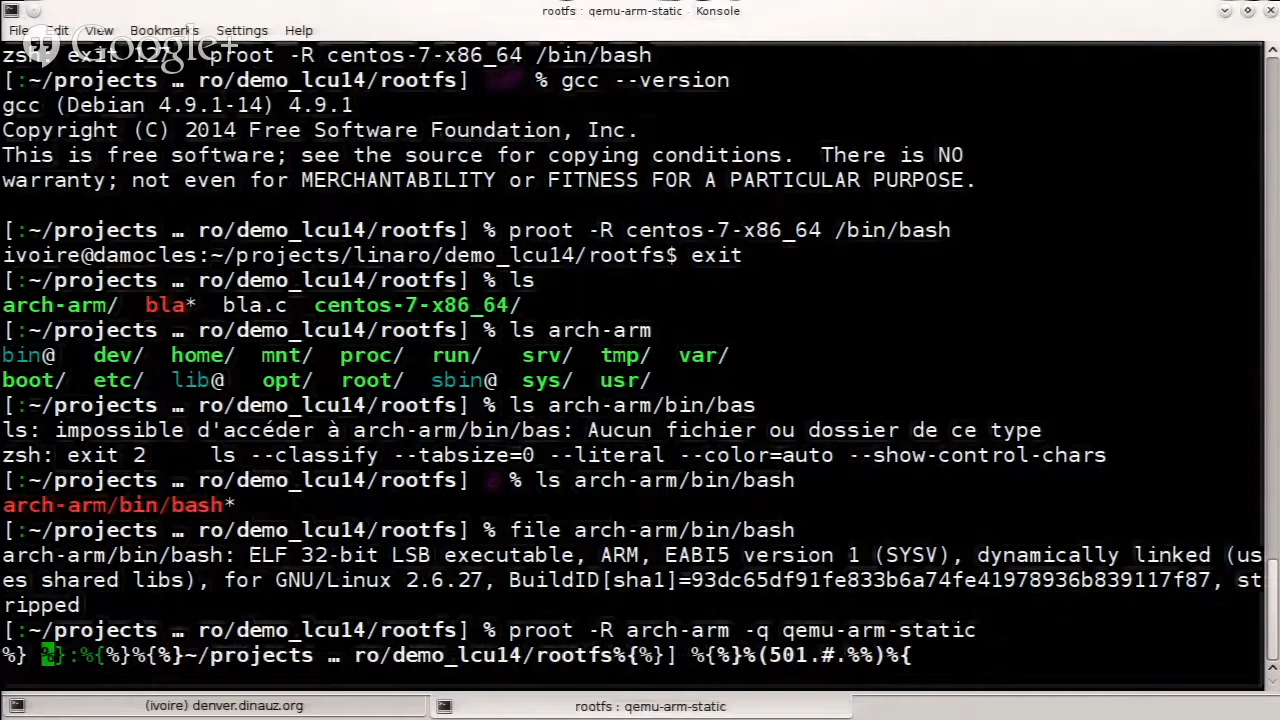 rootfs : qemu-arm-static - Konsole
File Edit View Bookmarks Settings Help
Google+
zsh: exit 127 proot -R centos-7-x86_64 /bin/bash
[:~/projects … ro/demo_lcu14/rootfs] % gcc --version
gcc (Debian 4.9.1-14) 4.9.1
Copyright (C) 2014 Free Software Foundation, Inc.
This is free software; see the source for copying conditions.  There is NO
warranty; not even for MERCHANTABILITY or FITNESS FOR A PARTICULAR PURPOSE.
[:~/projects … ro/demo_lcu14/rootfs] % proot -R centos-7-x86_64 /bin/bash
ivoire@damocles:~/projects/linaro/demo_lcu14/rootfs$ exit
[:~/projects … ro/demo_lcu14/rootfs] % ls
arch-arm/  bla*  bla.c  centos-7-x86_64/
[:~/projects … ro/demo_lcu14/rootfs] % ls arch-arm
bin@   dev/  home/  mnt/  proc/  run/   srv/  tmp/  var/
boot/  etc/  lib@   opt/  root/  sbin@  sys/  usr/
[:~/projects … ro/demo_lcu14/rootfs] % ls arch-arm/bin/bas
ls: impossible d'accéder à arch-arm/bin/bas: Aucun fichier ou dossier de ce type
zsh: exit 2     ls --classify --tabsize=0 --literal --color=auto --show-control-chars
[:~/projects … ro/demo_lcu14/rootfs] % ls arch-arm/bin/bash
arch-arm/bin/bash*
[:~/projects … ro/demo_lcu14/rootfs] % file arch-arm/bin/bash
arch-arm/bin/bash: ELF 32-bit LSB executable, ARM, EABI5 version 1 (SYSV), dynamically linked (us
es shared libs), for GNU/Linux 2.6.27, BuildID[sha1]=93dc65df91fe833b6a74fe41978936b839117f87, st
ripped
[:~/projects … ro/demo_lcu14/rootfs] % proot -R arch-arm -q qemu-arm-static
%} %}:%{%}%{%}~/projects … ro/demo_lcu14/rootfs%{%}] %{%}%(501.#.%%)%{
(ivoire) denver.dinauz.org
rootfs : qemu-arm-static